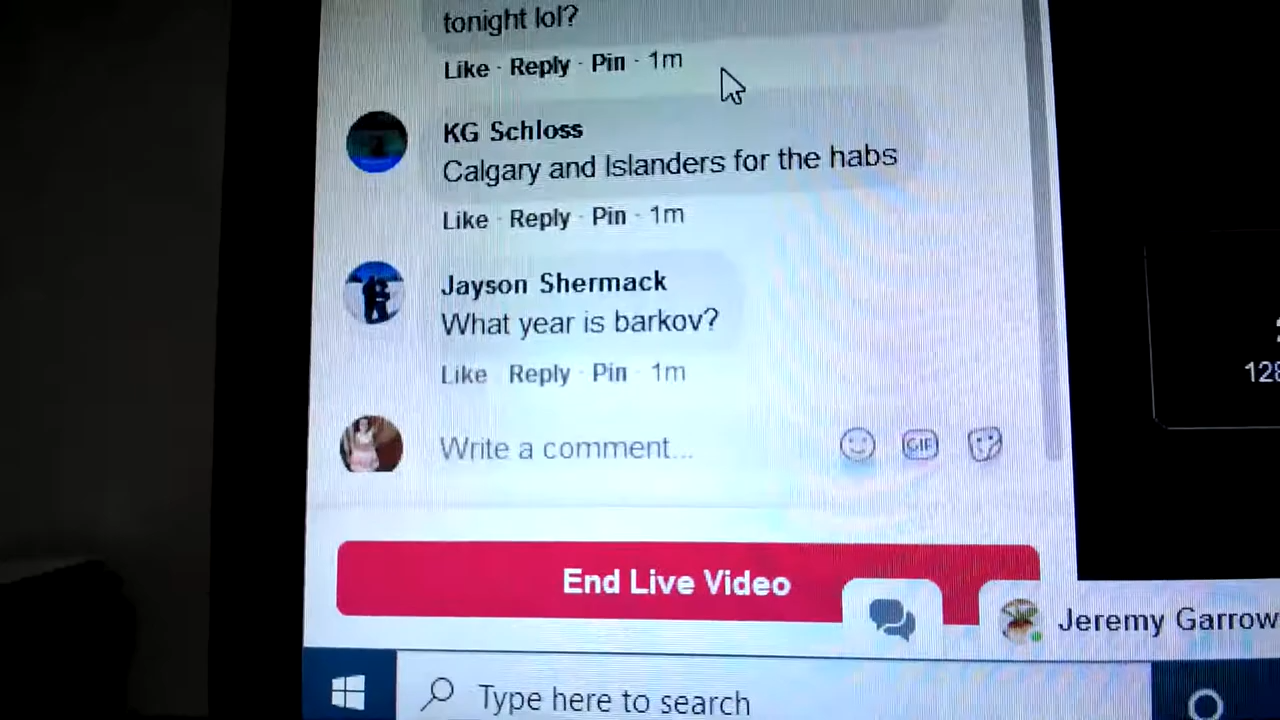 tonight lol?
Like · Reply · Pin · 1m
KG Schloss
Calgary and Islanders for the habs
Like · Reply · Pin · 1m
Jayson Shermack
What year is barkov?
Like · Reply · Pin · 1m
Write a comment...
GIF
End Live Video
Jeremy Garrow
Type here to search
128